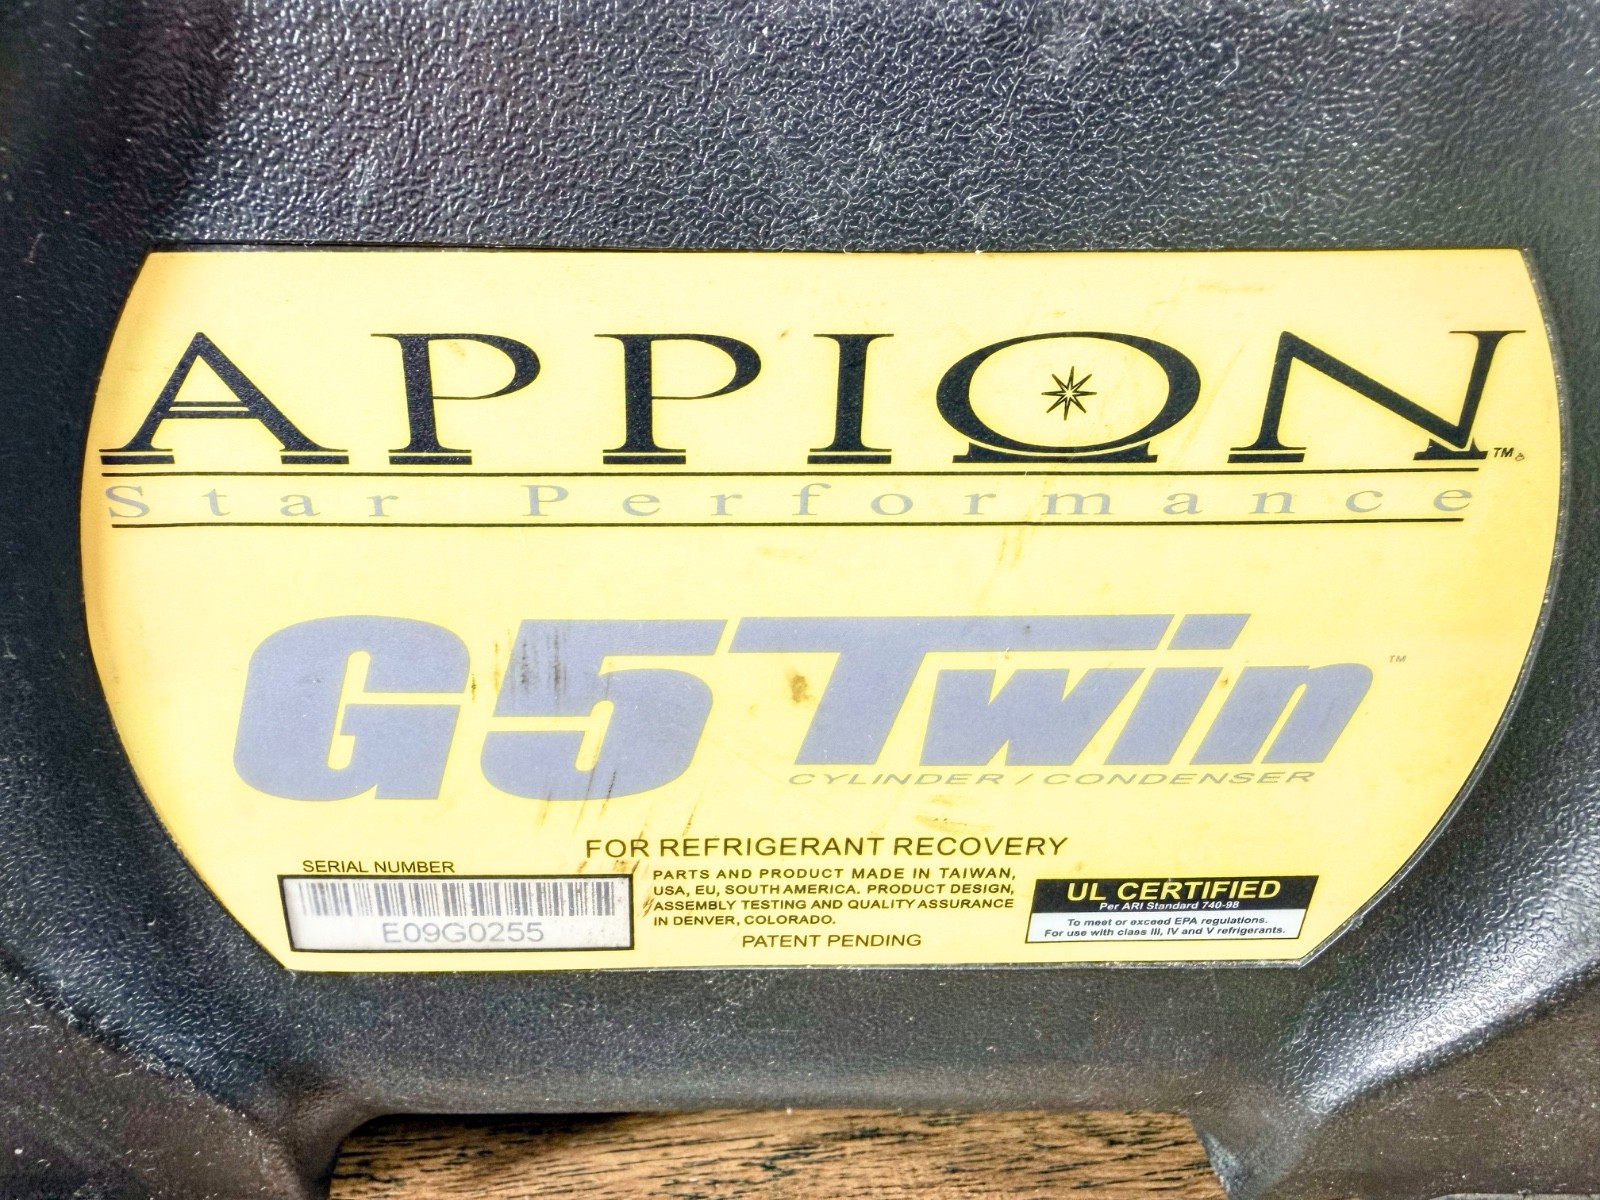 APPION™
Star Performance
G5Twin™
CYLINDER / CONDENSER
FOR REFRIGERANT RECOVERY
SERIAL NUMBER
E09G0255
PARTS AND PRODUCT MADE IN TAIWAN,
USA, EU, SOUTH AMERICA. PRODUCT DESIGN,
ASSEMBLY TESTING AND QUALITY ASSURANCE
IN DENVER, COLORADO.
PATENT PENDING
UL CERTIFIED
Per ARI Standard 740-98
To meet or exceed EPA regulations.
For use with class III, IV and V refrigerants.